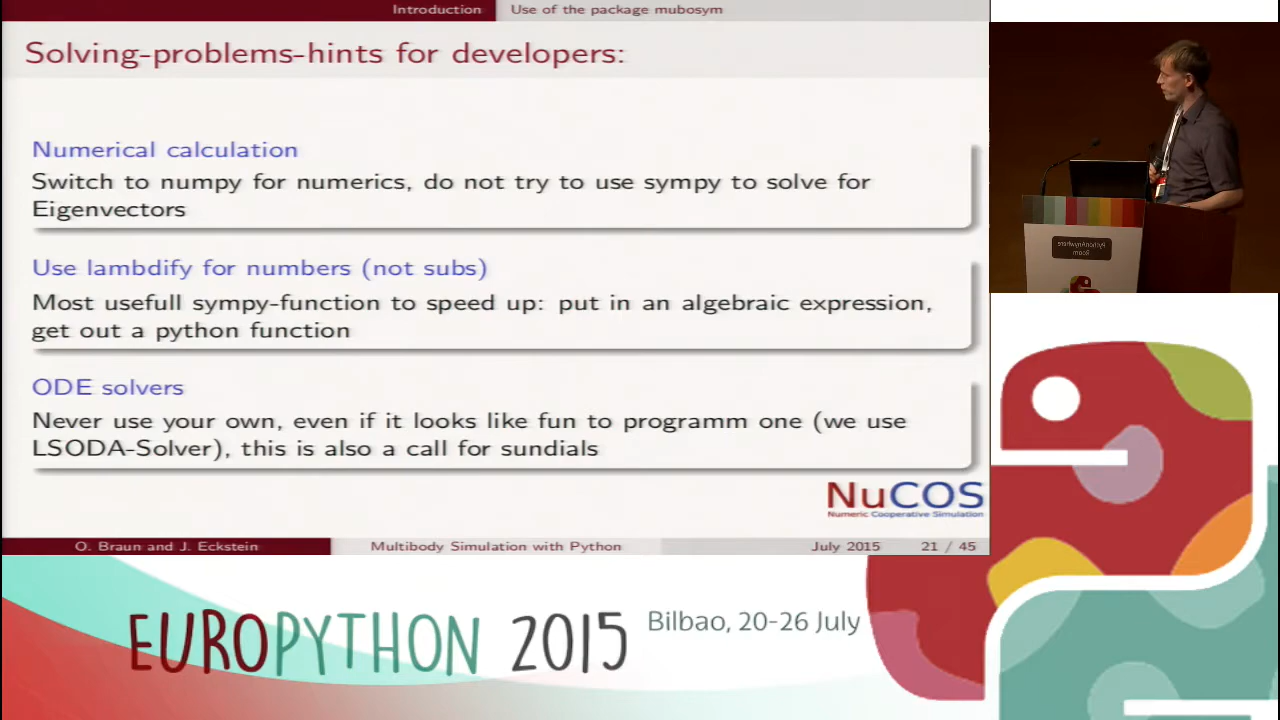 Introduction
Use of the package mubosym
Solving-problems-hints for developers:
Numerical calculation
Switch to numpy for numerics, do not try to use sympy to solve for
Eigenvectors
Use lambdify for numbers (not subs)
Most usefull sympy-function to speed up: put in an algebraic expression,
get out a python function
ODE solvers
Never use your own, even if it looks like fun to programm one (we use
LSODA-Solver), this is also a call for sundials
NuCOS
Numeric Cooperative Simulation
O. Braun and J. Eckstein
Multibody Simulation with Python
July 2015
21 / 45
PythonAnywhere
Room
EUROPYTHON 2015
Bilbao, 20-26 July